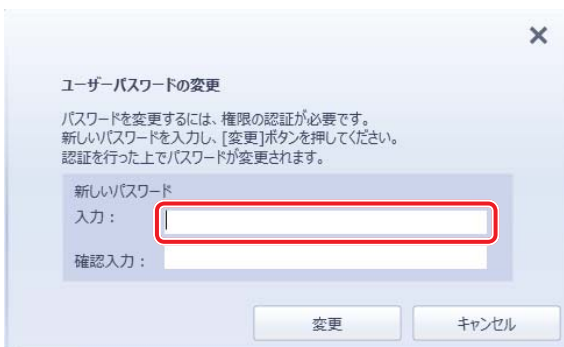 ユーザーパスワードの変更
パスワードを変更するには、権限の認証が必要です。
新しいパスワードを入力し、[変更]ボタンを押してください。
認証を行った上でパスワードが変更されます。
新しいパスワード
入力：
確認入力：
変更 キャンセル